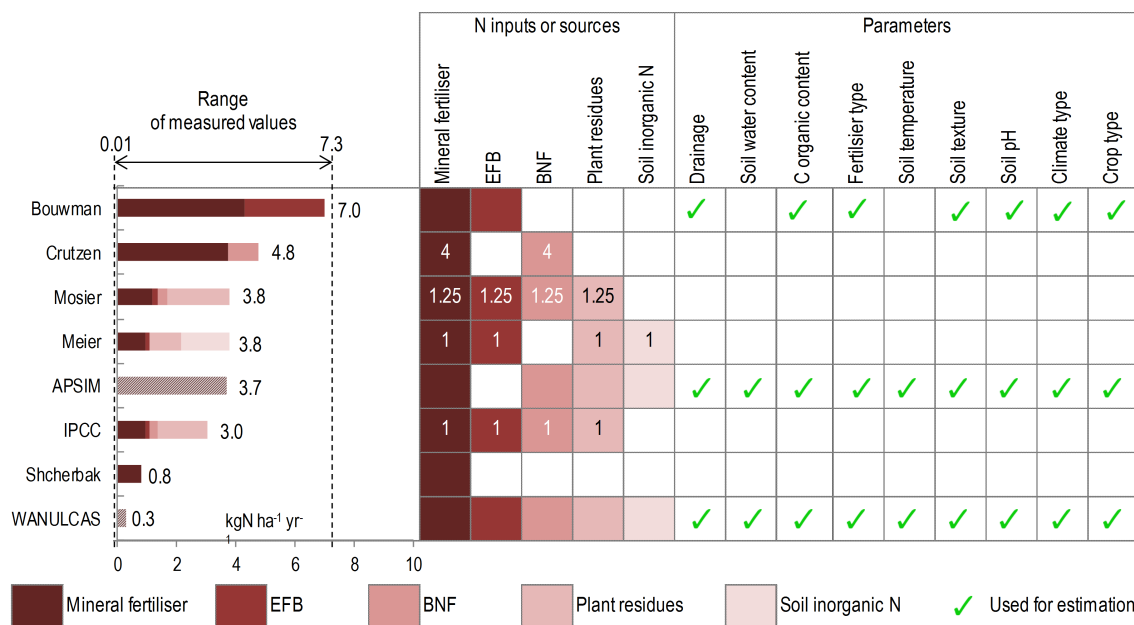 N inputs or sources
Parameters
Range
of measured values
0.01
7.3
Mineral fertiliser
EFB
BNF
Plant residues
Soil inorganic N
Drainage
Soil water content
C organic content
Fertilsier type
Soil temperature
Soil texture
Soil pH
Climate type
Crop type
Bouwman 7.0 ✓ ✓ ✓ ✓ ✓ ✓ ✓
Crutzen 4.8 4 4
Mosier 3.8 1.25 1.25 1.25 1.25
Meier 3.8 1 1 1 1
APSIM 3.7 ✓ ✓ ✓ ✓ ✓ ✓ ✓ ✓ ✓
IPCC 3.0 1 1 1 1
Shcherbak 0.8
WANULCAS 0.3 kgN ha⁻¹ yr⁻ ✓ ✓ ✓ ✓ ✓ ✓ ✓ ✓ ✓
1
0 2 4 6 8 10
Mineral fertiliser EFB BNF Plant residues Soil inorganic N ✓ Used for estimation